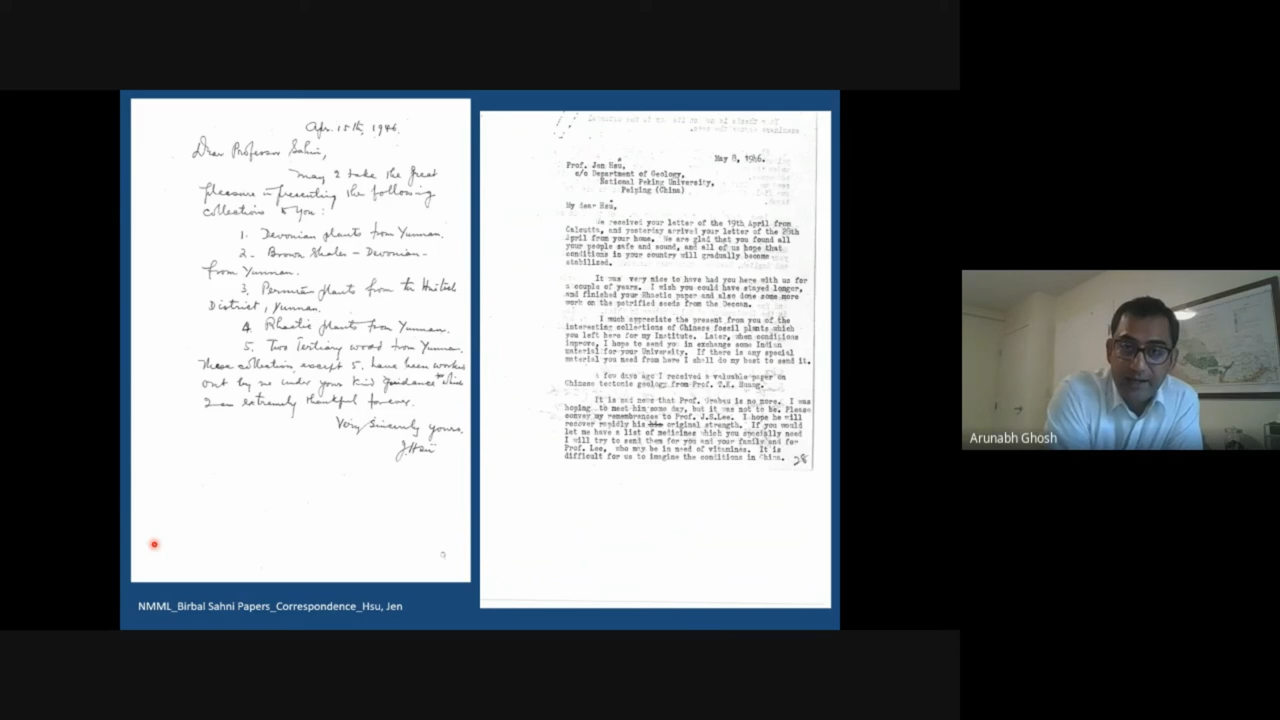 Apr. 15th, 1946.
Dear Professor Sahni,
May I take the great
pleasure in presenting the following
collections to you:
1. Devonian plants from Yunnan.
2. Brown Shales – Devonian –
from Yunnan.
3. Permian plants from the
District, Yunnan.
4. Rhaetic plants from Yunnan.
5. Two Tertiary wood from Yunnan.
These collections, except 5, have been worked
out by me under your kind guidance
I am extremely thankful forever.
Very Sincerely yours,
J Hsü
9
May 8, 1946.
Prof. Jen Hsu,
c/o Department of Geology,
National Peking University,
Peiping (China)
My dear Hsu,
We received your letter of the 19th April from
Calcutta, and yesterday arrived your letter of the 28th
April from your home. We are glad that you found all
your people safe and sound, and all of us hope that
conditions in your country will gradually become
stabilized.
It was very nice to have had you here with us for
a couple of years. I wish you could have stayed longer,
and finished your Rhaetic paper and also done some more
work on the petrified seeds from the Deccan.
I much appreciate the present from you of the
interesting collections of Chinese fossil plants which
you left here for my Institute. Later, when conditions
improve, I hope to send you in exchange some Indian
material for your University. If there is any special
material you need from here I shall do my best to send it.
A few days ago I received a valuable paper on
Chinese tectonic geology from Prof. T.K. Huang.
It is sad news that Prof. Grabau is no more. I was
hoping to meet him some day, but it was not to be. Please
convey my remembrances to Prof. J.S.Lee. I hope he will
recover rapidly his original strength. If you would
let me have a list of medicines which you specially need
I will try to send them for you and your family and for
Prof. Lee, who may be in need of vitamines. It is
difficult for us to imagine the conditions in China.
28
NMML_Birbal Sahni Papers_Correspondence_Hsu, Jen
Arunabh Ghosh